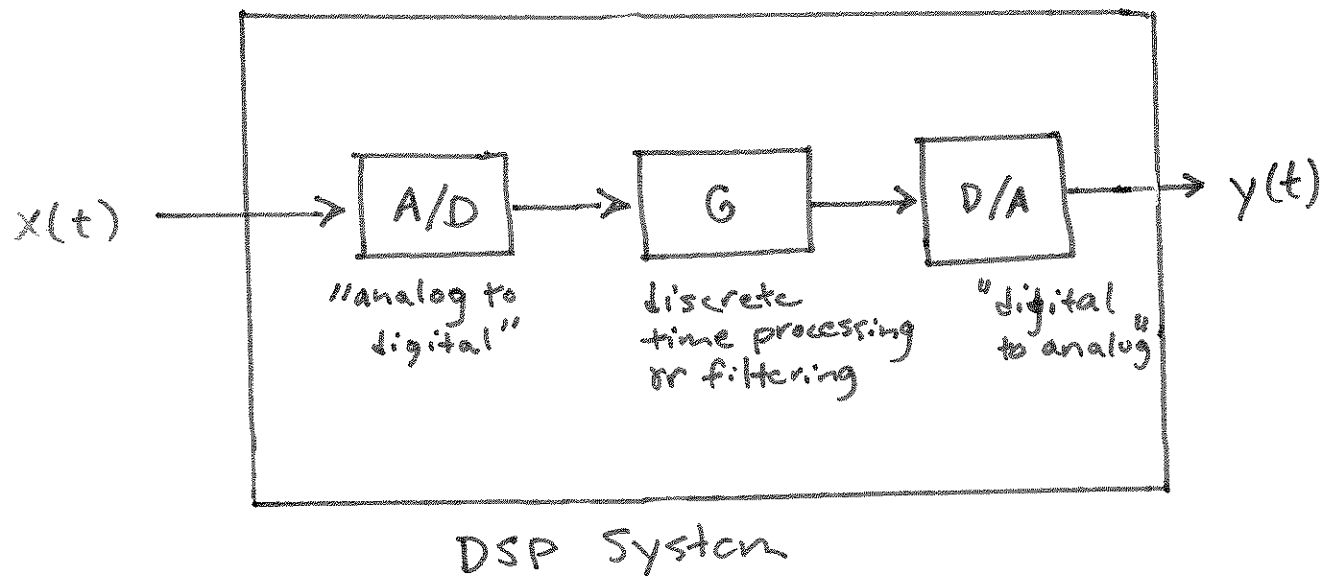 x(t)
A/D
"analog to
digital"
G
discrete
time processing
or filtering
D/A
"digital
to analog"
y(t)
DSP System